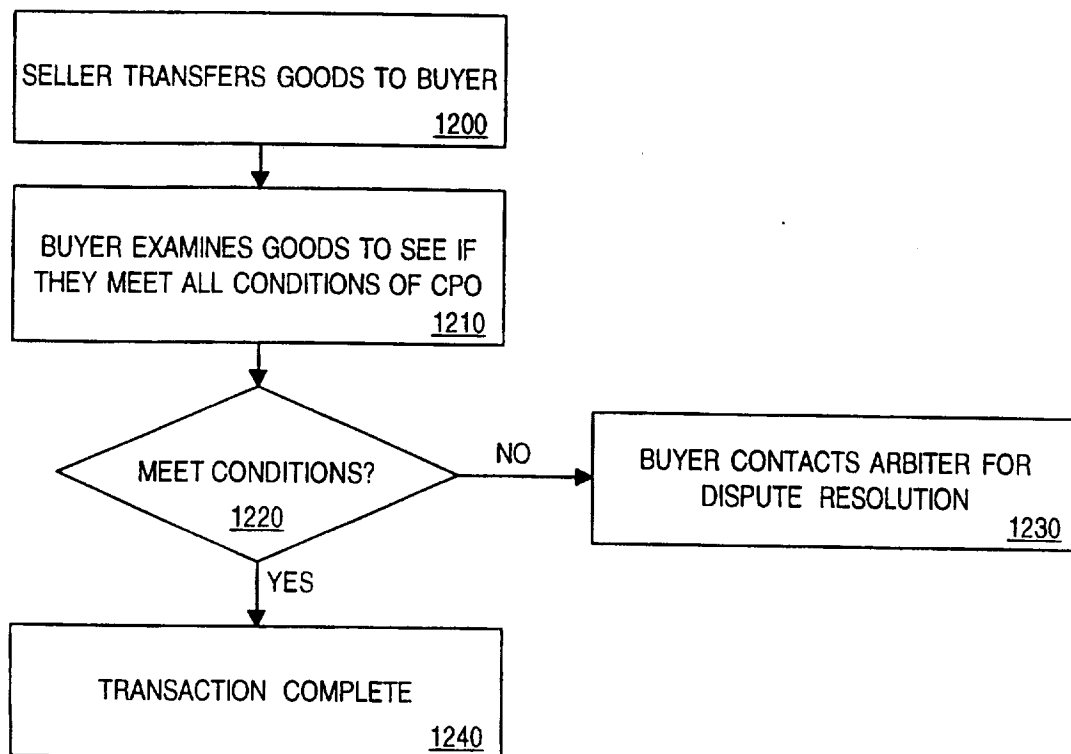 SELLER TRANSFERS GOODS TO BUYER
1200
BUYER EXAMINES GOODS TO SEE IF
THEY MEET ALL CONDITIONS OF CPO
1210
MEET CONDITIONS?
1220
NO
BUYER CONTACTS ARBITER FOR
DISPUTE RESOLUTION
1230
YES
TRANSACTION COMPLETE
1240